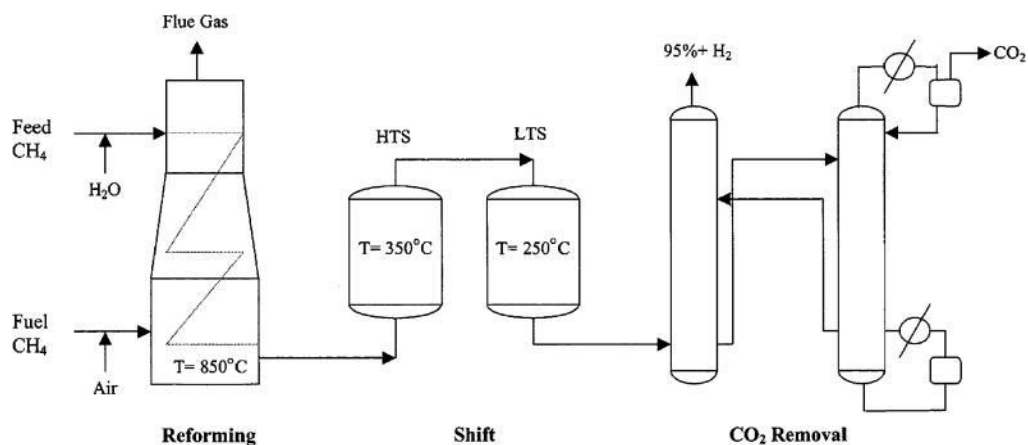 Flue Gas
Feed
CH₄
H₂O
Fuel
CH₄
Air
T= 850°C
Reforming
HTS
LTS
T= 350°C
T= 250°C
Shift
95%+ H₂
CO₂
CO₂ Removal